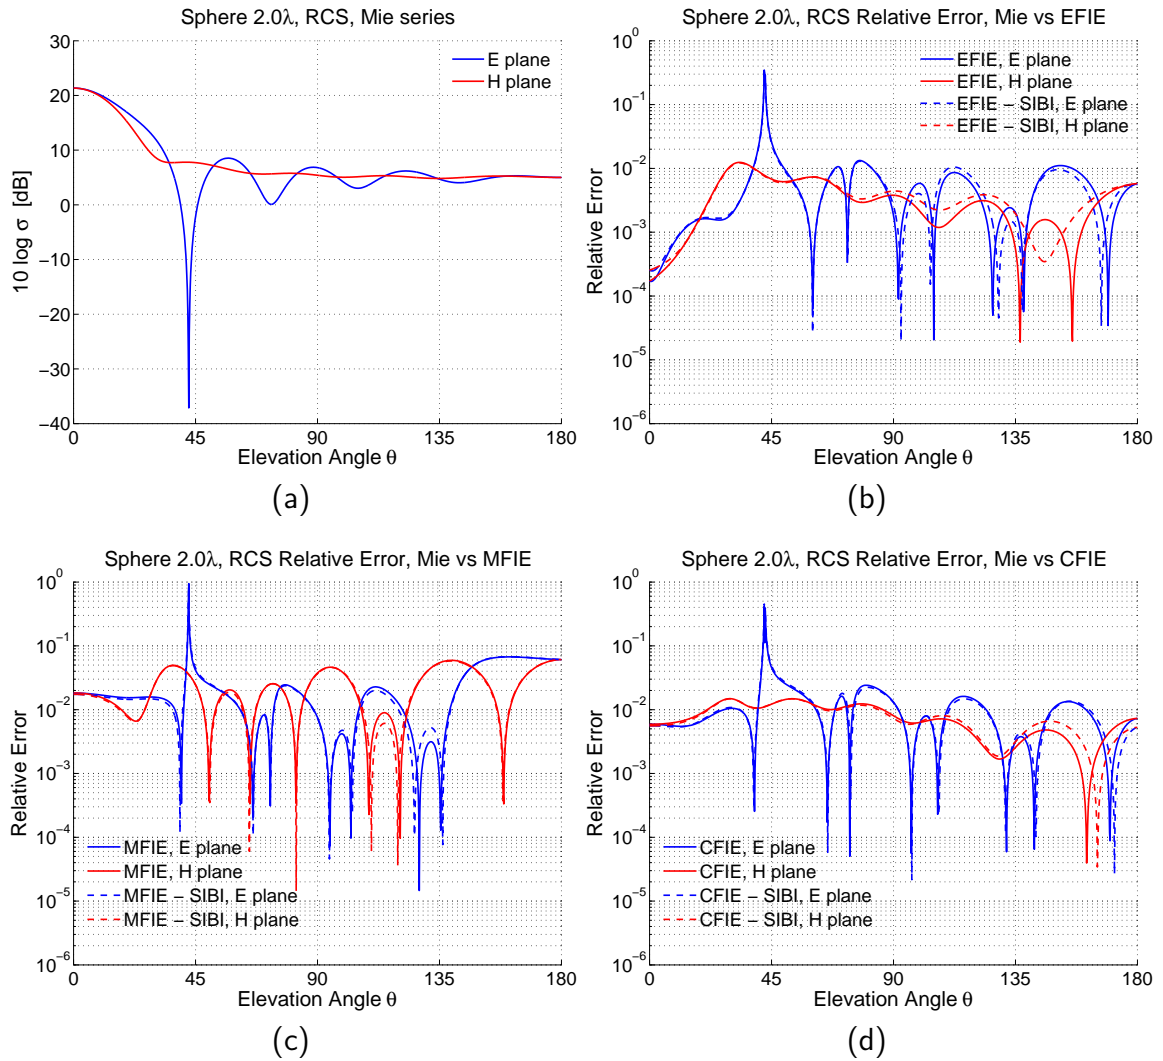 Sphere 2.0λ, RCS, Mie series
30
20
10
0
−10
−20
−30
−40
10 log σ [dB]
E plane
H plane
0
45
90
135
180
Elevation Angle θ
(a)
Sphere 2.0λ, RCS Relative Error, Mie vs EFIE
10^0
10^−1
10^−2
10^−3
10^−4
10^−5
10^−6
Relative Error
EFIE, E plane
EFIE, H plane
EFIE − SIBI, E plane
EFIE − SIBI, H plane
0
45
90
135
180
Elevation Angle θ
(b)
Sphere 2.0λ, RCS Relative Error, Mie vs MFIE
10^0
10^−1
10^−2
10^−3
10^−4
10^−5
10^−6
Relative Error
MFIE, E plane
MFIE, H plane
MFIE − SIBI, E plane
MFIE − SIBI, H plane
0
45
90
135
180
Elevation Angle θ
(c)
Sphere 2.0λ, RCS Relative Error, Mie vs CFIE
10^0
10^−1
10^−2
10^−3
10^−4
10^−5
10^−6
Relative Error
CFIE, E plane
CFIE, H plane
CFIE − SIBI, E plane
CFIE − SIBI, H plane
0
45
90
135
180
Elevation Angle θ
(d)